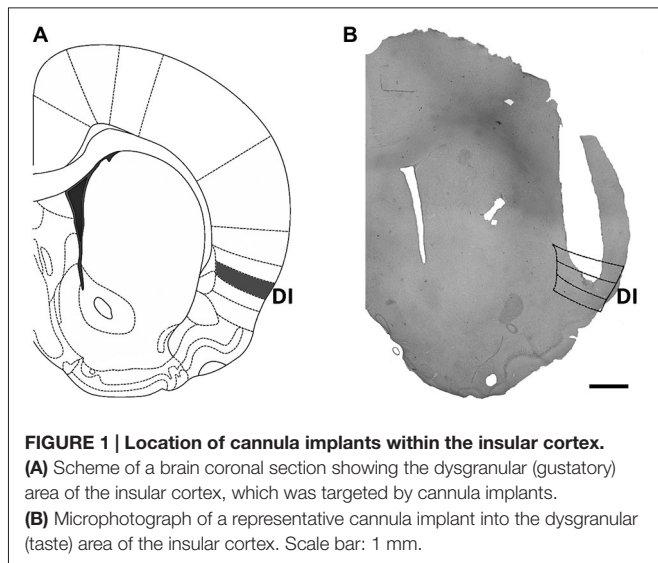 A
B
DI
DI
FIGURE 1 | Location of cannula implants within the insular cortex.
(A) Scheme of a brain coronal section showing the dysgranular (gustatory)
area of the insular cortex, which was targeted by cannula implants.
(B) Microphotograph of a representative cannula implant into the dysgranular
(taste) area of the insular cortex. Scale bar: 1 mm.